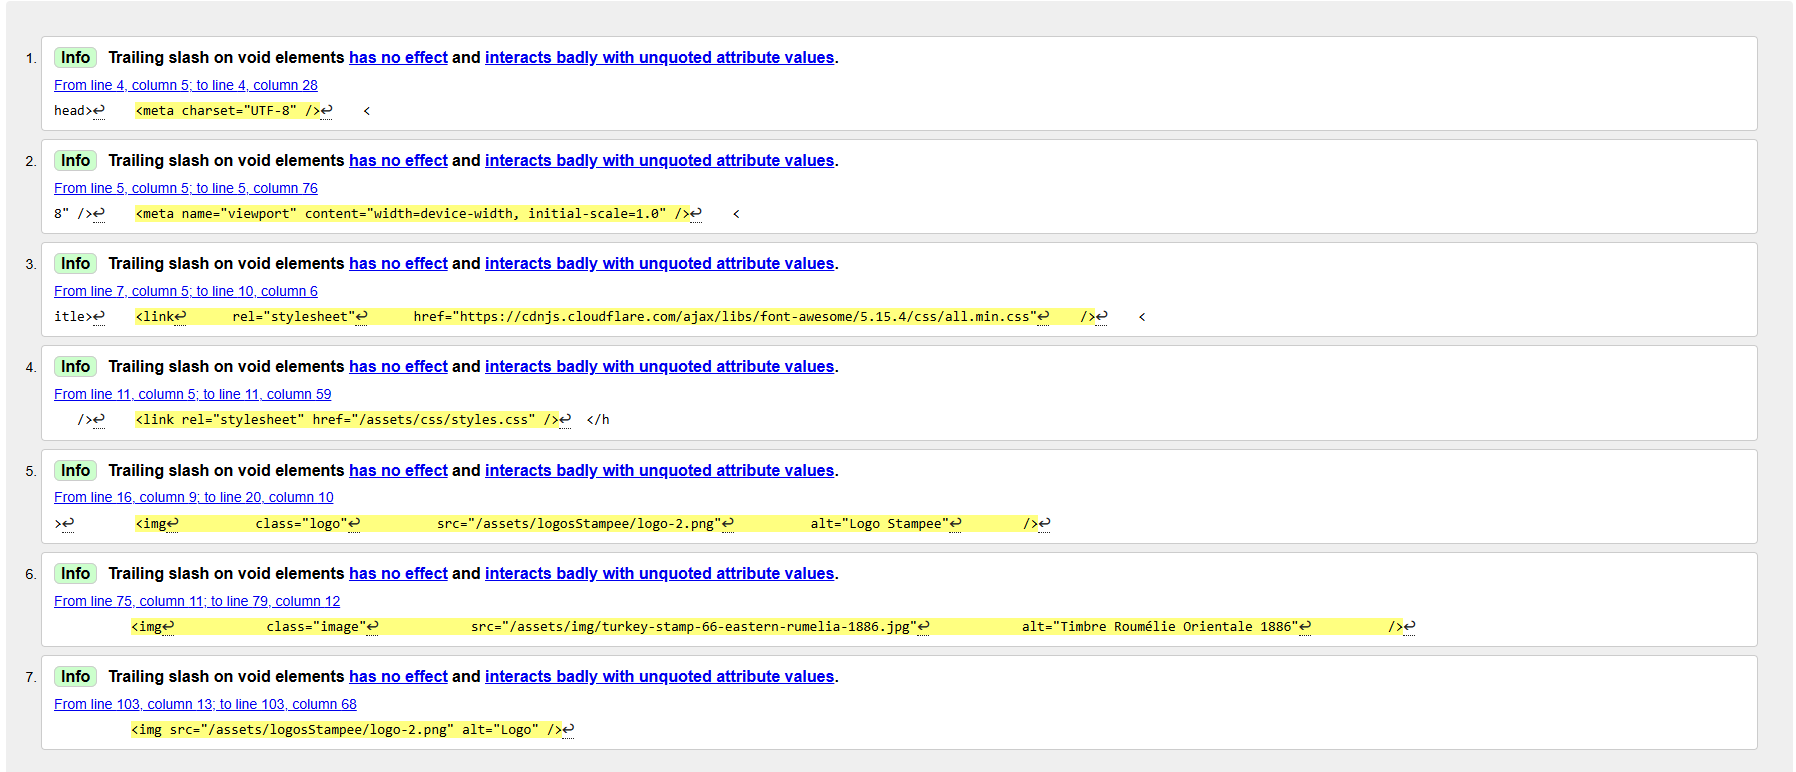 1. Info Trailing slash on void elements has no effect and interacts badly with unquoted attribute values.
From line 4, column 5; to line 4, column 28
head>↩ <meta charset="UTF-8" />↩ <
2. Info Trailing slash on void elements has no effect and interacts badly with unquoted attribute values.
From line 5, column 5; to line 5, column 76
8" />↩ <meta name="viewport" content="width=device-width, initial-scale=1.0" />↩ <
3. Info Trailing slash on void elements has no effect and interacts badly with unquoted attribute values.
From line 7, column 5; to line 10, column 6
itle>↩ <link↩ rel="stylesheet"↩ href="https://cdnjs.cloudflare.com/ajax/libs/font-awesome/5.15.4/css/all.min.css"↩ />↩ <
4. Info Trailing slash on void elements has no effect and interacts badly with unquoted attribute values.
From line 11, column 5; to line 11, column 59
/>↩ <link rel="stylesheet" href="/assets/css/styles.css" />↩ </h
5. Info Trailing slash on void elements has no effect and interacts badly with unquoted attribute values.
From line 16, column 9; to line 20, column 10
>↩ <img↩ class="logo"↩ src="/assets/logosStampee/logo-2.png"↩ alt="Logo Stampee"↩ />↩
6. Info Trailing slash on void elements has no effect and interacts badly with unquoted attribute values.
From line 75, column 11; to line 79, column 12
<img↩ class="image"↩ src="/assets/img/turkey-stamp-66-eastern-rumelia-1886.jpg"↩ alt="Timbre Roumélie Orientale 1886"↩ />↩
7. Info Trailing slash on void elements has no effect and interacts badly with unquoted attribute values.
From line 103, column 13; to line 103, column 68
<img src="/assets/logosStampee/logo-2.png" alt="Logo" />↩